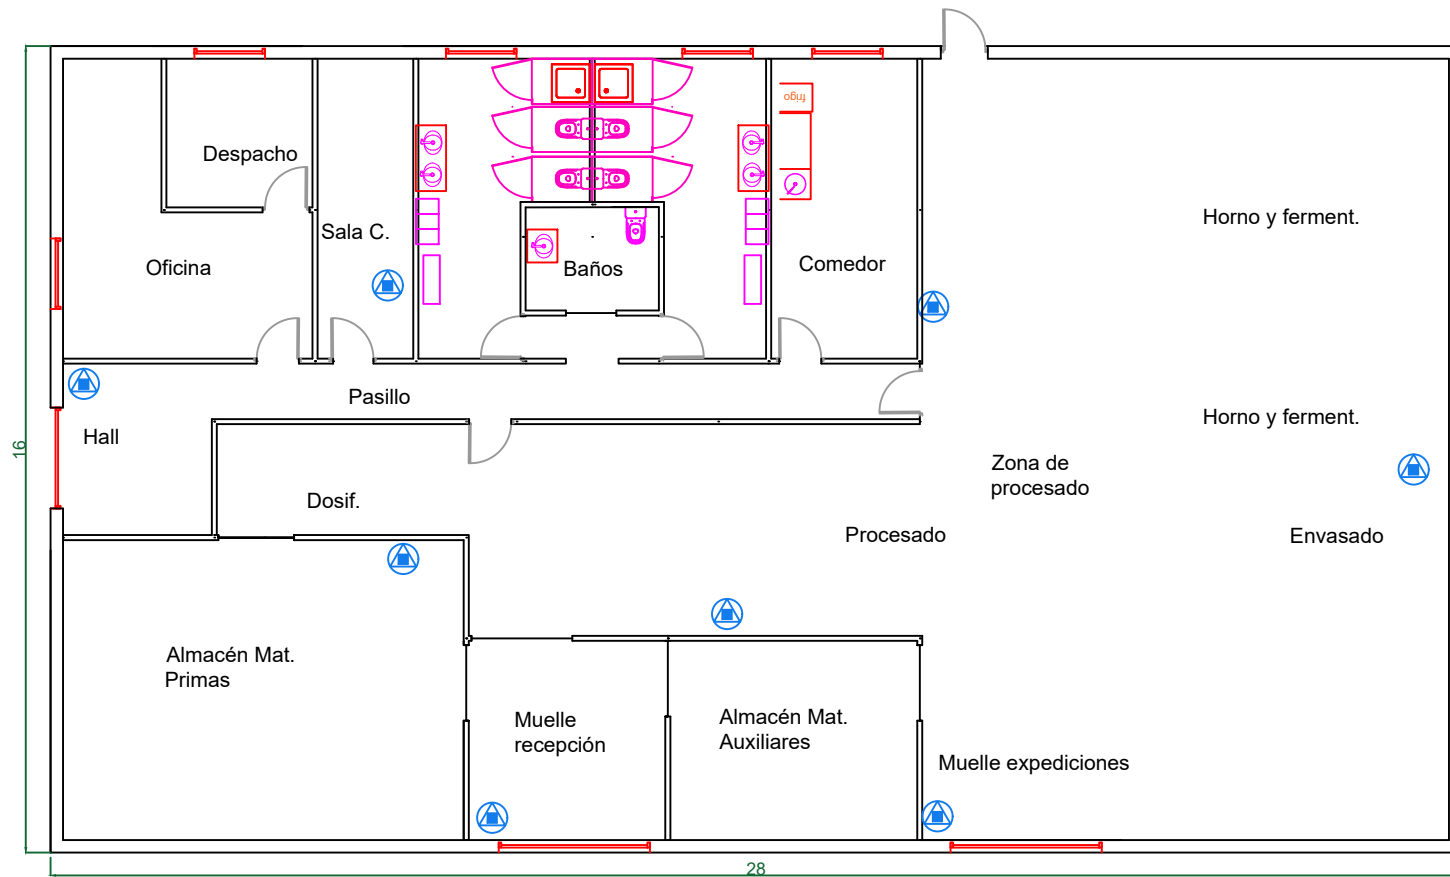 frigo
Despacho
Horno y ferment.
Sala C.
Oficina
Baños
Comedor
Pasillo
Horno y ferment.
Hall
16
Zona de
procesado
Dosif.
Procesado
Envasado
Almacén Mat.
Primas
Muelle
recepción
Almacén Mat.
Auxiliares
Muelle expediciones
28